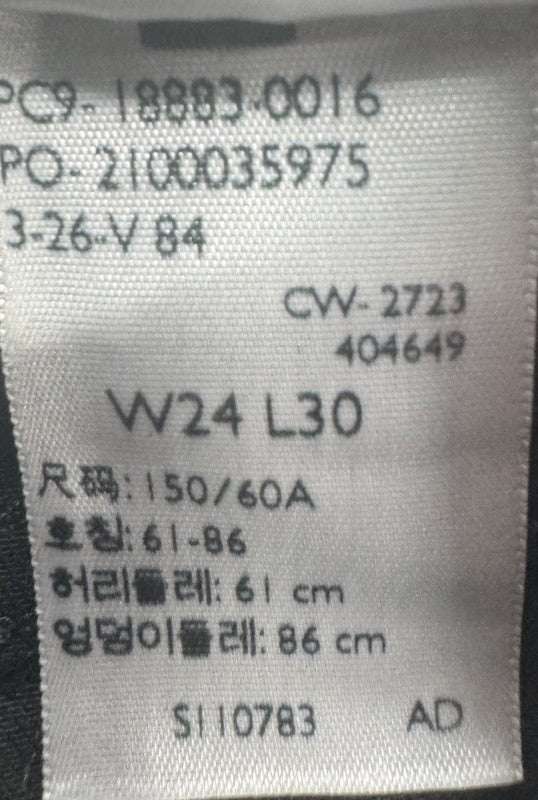 PC9-18883-0016
PO-2100035975
3-26-V 84
CW-2723
404649
W24 L30
尺码:150/60A
호칭:61-86
허리둘레:61 cm
엉덩이둘레:86 cm
S110783 AD